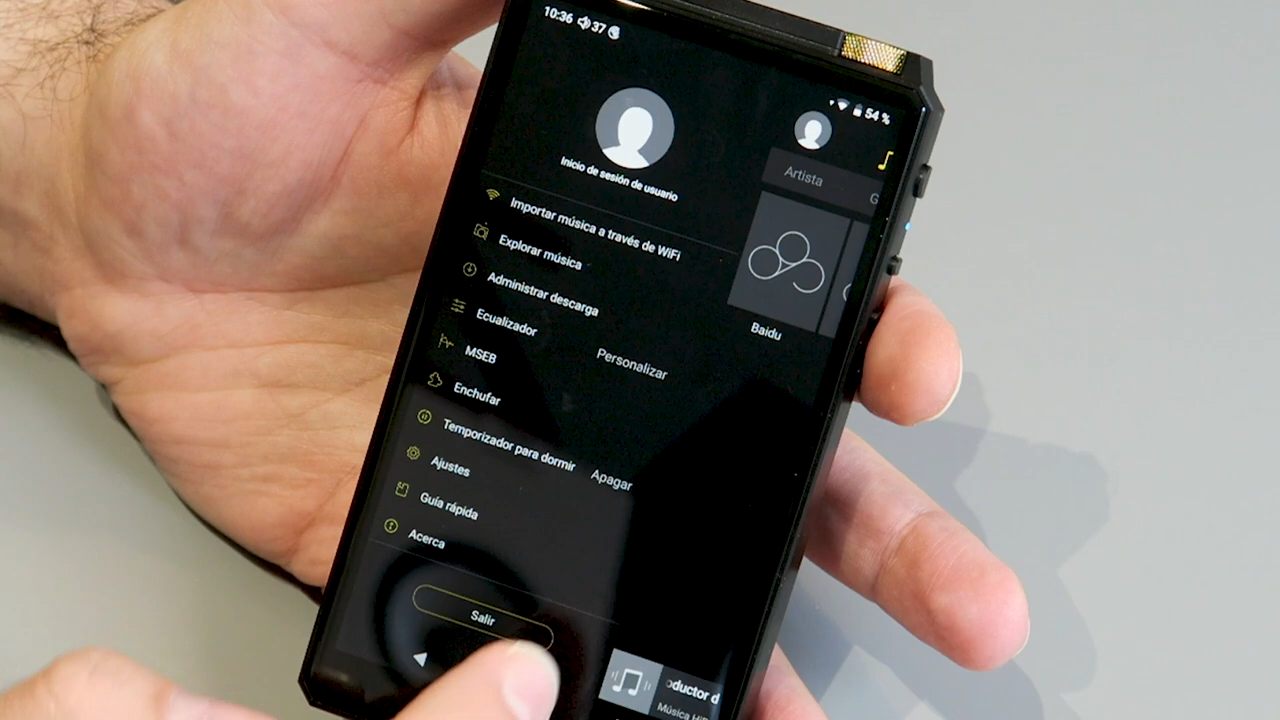 10:36 37
54 %
Inicio de sesión de usuario
Importar música a través de WiFi
Explorar música
Administrar descarga
Ecualizador
MSEB
Personalizar
Enchufar
Temporizador para dormir
Apagar
Ajustes
Guía rápida
Acerca
Salir
Artista
G
Baidu
oductor d
Música HiF